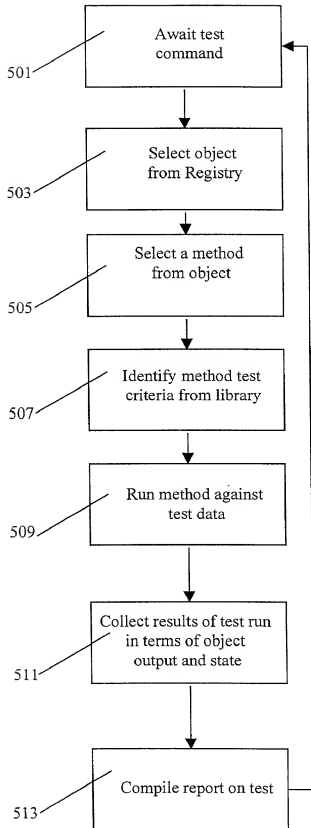 Await test
command
501
Select object
from Registry
503
Select a method
from object
505
Identify method test
criteria from library
507
Run method against
test data
509
Collect results of test run
in terms of object
output and state
511
Compile report on test
513